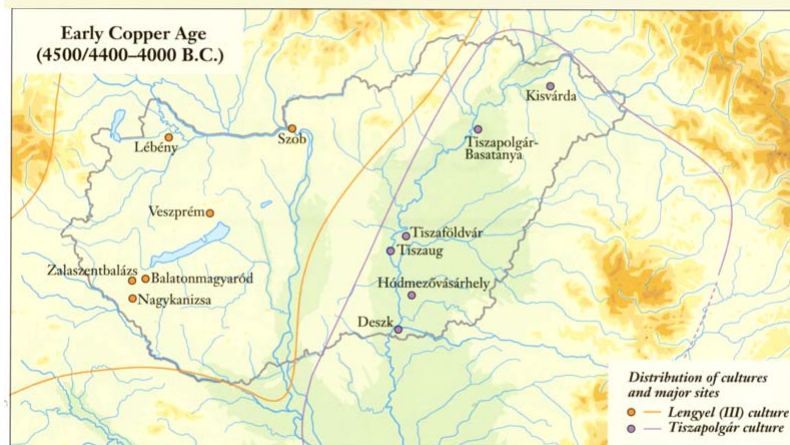 Early Copper Age
(4500/4400–4000 B.C.)
Kisvárda
Lébény
Szob
Tiszapolgár-
Basatanya
Veszprém
Tiszaföldvár
Tiszaug
Zalaszentbalázs
Balatonmagyaród
Nagykanizsa
Hódmezővásárhely
Deszk
Distribution of cultures
and major sites
Lengyel (III) culture
Tiszapolgár culture